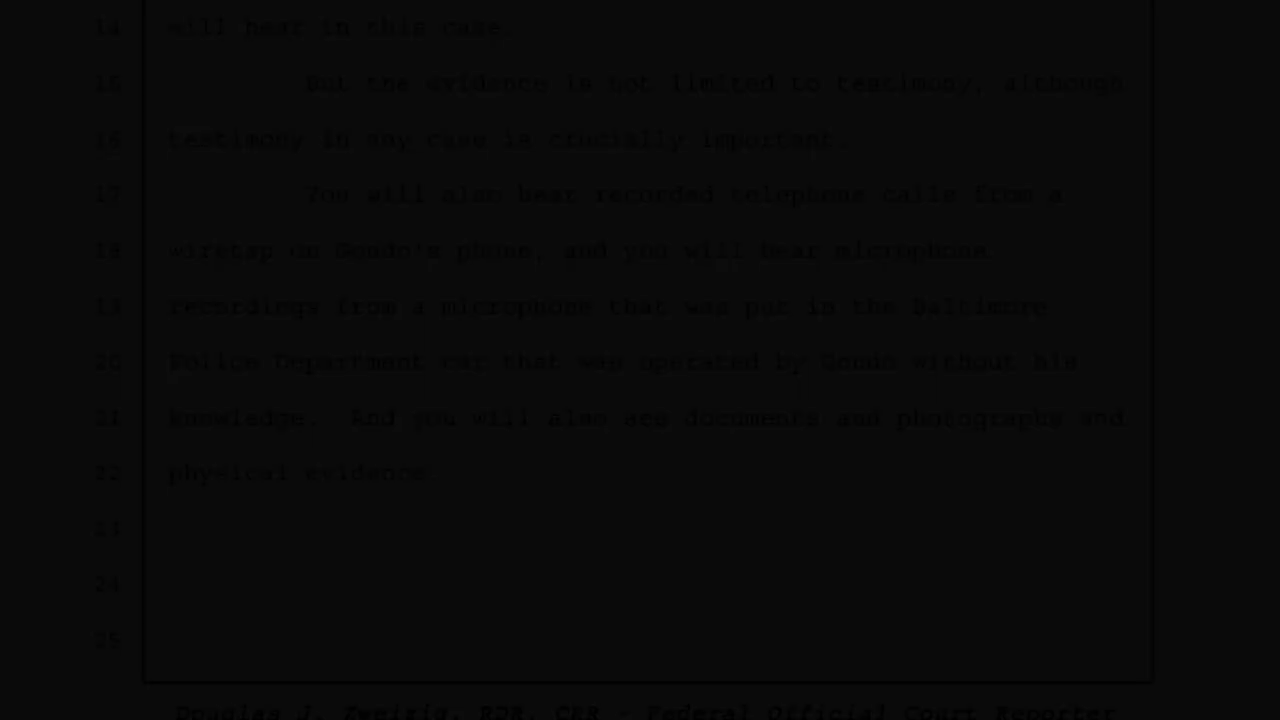 14 will hear in this case.
15 But the evidence is not limited to testimony, although
16 testimony in any case is crucially important.
17 You will also hear recorded telephone calls from a
18 wiretap on Gondo's phone, and you will hear microphone
19 recordings from a microphone that was put in the Baltimore
20 Police Department car that was operated by Gondo without his
21 knowledge. And you will also see documents and photographs and
22 physical evidence.
23
24
25
Douglas J. Zweizig, RDR, CRR - Federal Official Court Reporter